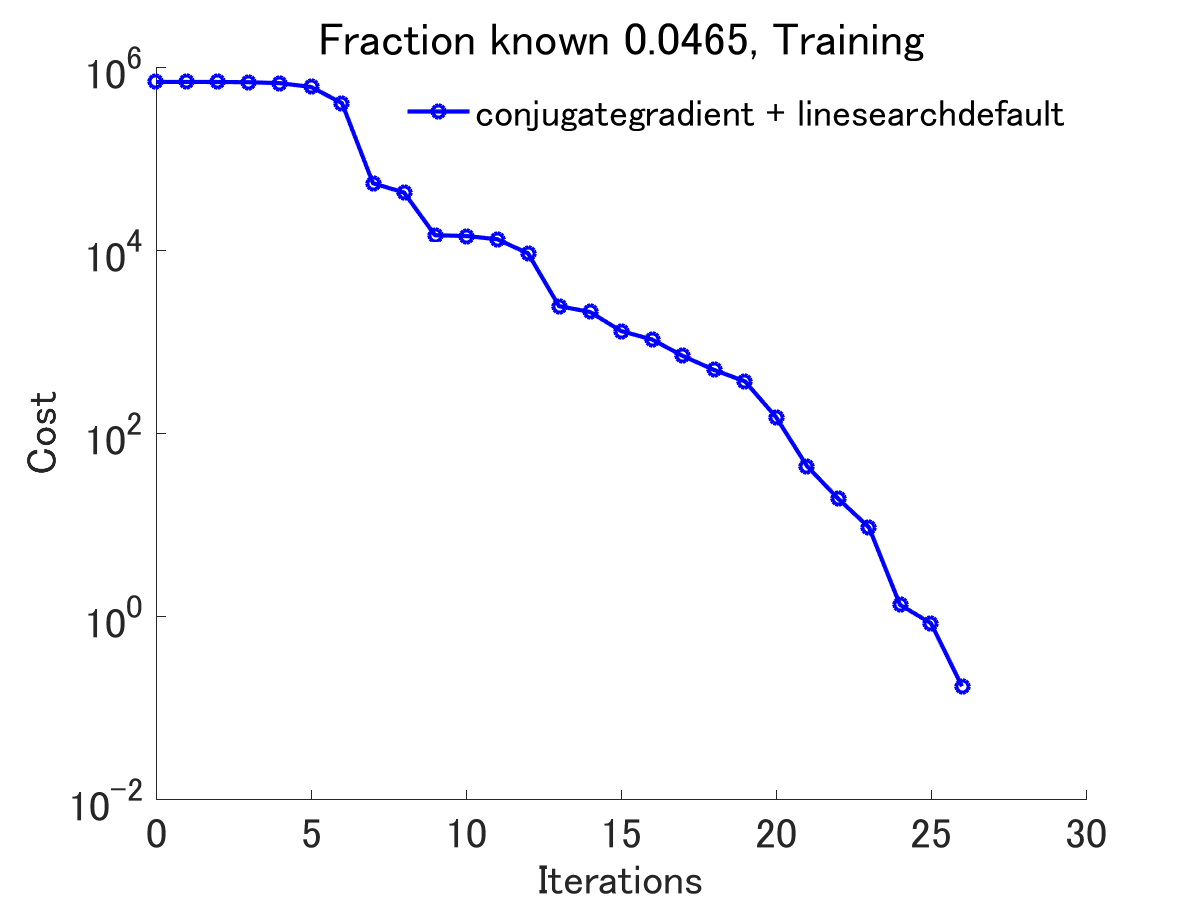 Fraction known 0.0465, Training
conjugategradient + linesearchdefault
10^6
10^4
10^2
10^0
10^-2
Cost
0 5 10 15 20 25 30
Iterations